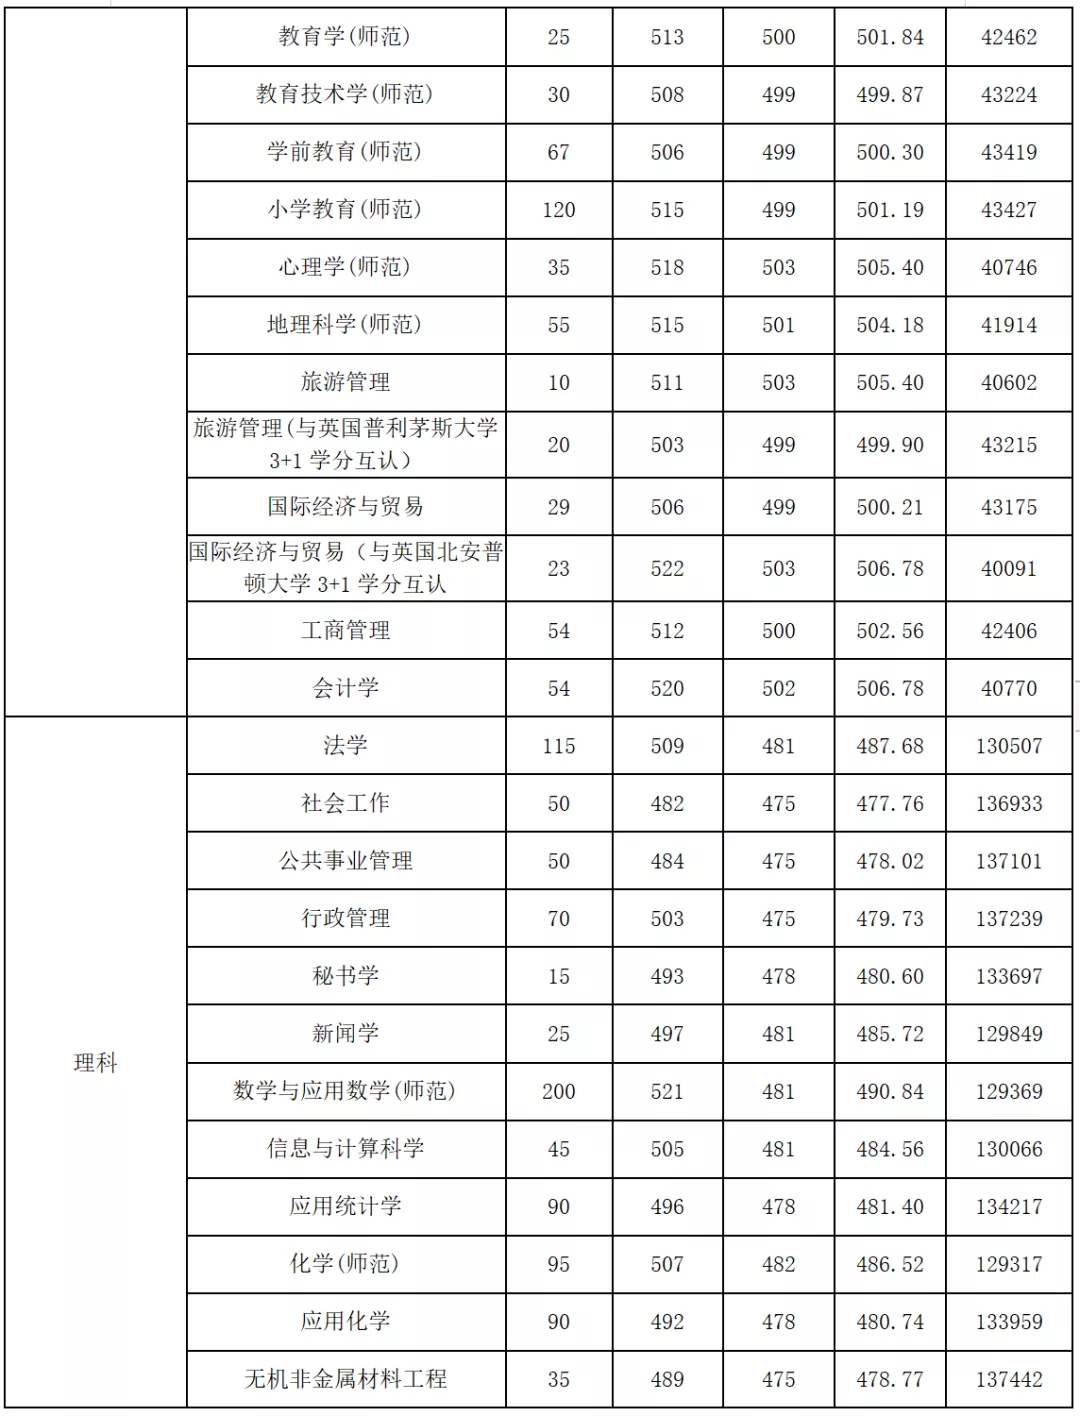 教育学(师范) 25 513 500 501.84 42462
教育技术学(师范) 30 508 499 499.87 43224
学前教育(师范) 67 506 499 500.30 43419
小学教育(师范) 120 515 499 501.19 43427
心理学(师范) 35 518 503 505.40 40746
地理科学(师范) 55 515 501 504.18 41914
旅游管理 10 511 503 505.40 40602
旅游管理(与英国普利茅斯大学
3+1 学分互认） 20 503 499 499.90 43215
国际经济与贸易 29 506 499 500.21 43175
国际经济与贸易（与英国北安普
顿大学 3+1 学分互认 23 522 503 506.78 40091
工商管理 54 512 500 502.56 42406
会计学 54 520 502 506.78 40770
理科
法学 115 509 481 487.68 130507
社会工作 50 482 475 477.76 136933
公共事业管理 50 484 475 478.02 137101
行政管理 70 503 475 479.73 137239
秘书学 15 493 478 480.60 133697
新闻学 25 497 481 485.72 129849
数学与应用数学(师范) 200 521 481 490.84 129369
信息与计算科学 45 505 481 484.56 130066
应用统计学 90 496 478 481.40 134217
化学(师范) 95 507 482 486.52 129317
应用化学 90 492 478 480.74 133959
无机非金属材料工程 35 489 475 478.77 137442